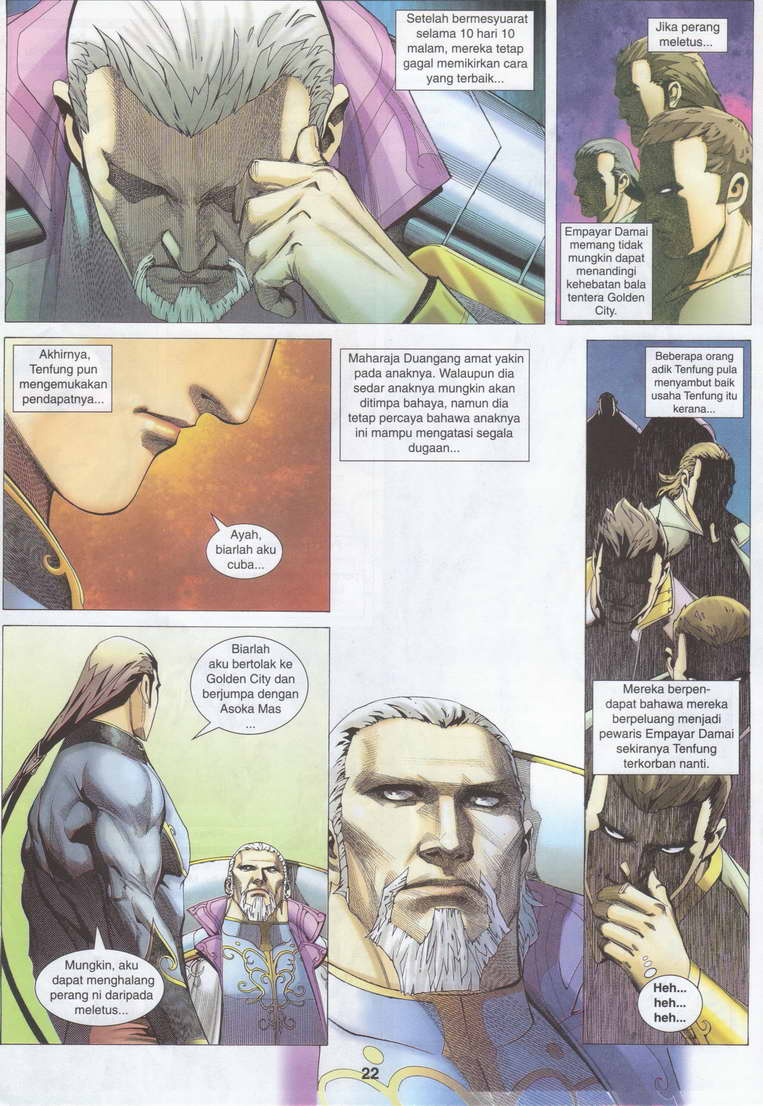 Setelah bermesyuarat
selama 10 hari 10
malam, mereka tetap
gagal memikirkan cara
yang terbaik...
Jika perang
meletus...
Empayar Damai
memang tidak
mungkin dapat
menandingi
kehebatan bala
tentera Golden
City.
Akhirnya,
Tenfung pun
mengemukakan
pendapatnya...
Ayah,
biarlah aku
cuba...
Maharaja Duangang amat yakin
pada anaknya. Walaupun dia
sedar anaknya mungkin akan
ditimpa bahaya, namun dia
tetap percaya bahawa anaknya
ini mampu mengatasi segala
dugaan...
Beberapa orang
adik Tenfung pula
menyambut baik
usaha Tenfung itu
kerana...
Biarlah
aku bertolak ke
Golden City dan
berjumpa dengan
Asoka Mas
...
Mungkin, aku
dapat menghalang
perang ni daripada
meletus...
Mereka berpen-
dapat bahawa mereka
berpeluang menjadi
pewaris Empayar Damai
sekiranya Tenfung
terkorban nanti.
Heh...
heh...
heh...
22